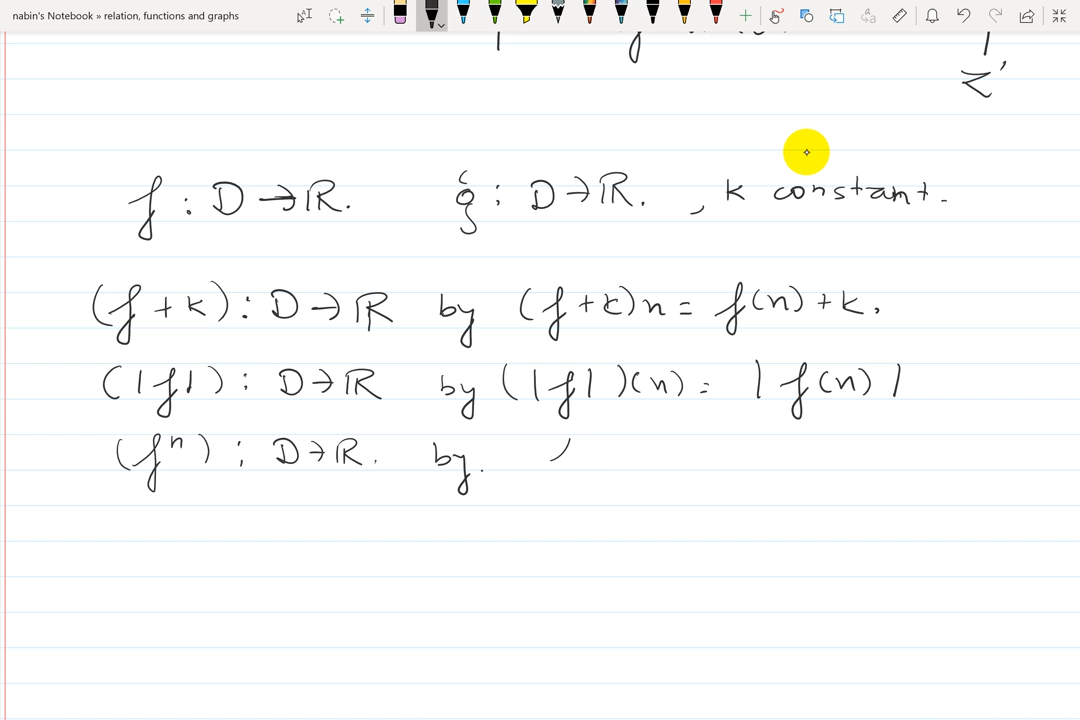 nabin's Notebook » relation, functions and graphs
z'
f : D → ℝ. g : D → ℝ. , k constant.
(f + k) : D → ℝ by (f + k)n = f(n) + k.
(|f|) : D → ℝ by (|f|)(n) = |f(n)|
(fⁿ) : D → ℝ. by.